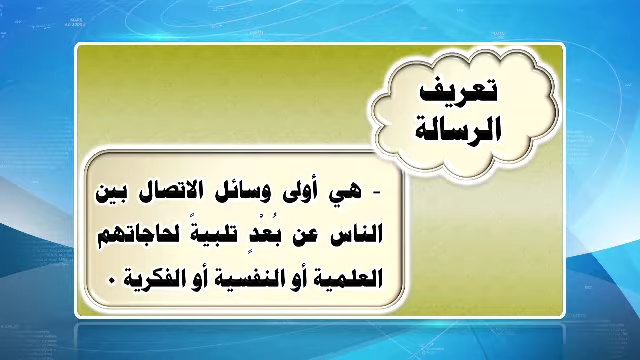 تعريف
الرسالة
- هي أولى وسائل الاتصال بين
الناس عن بُعْدٍ تلبيةً لحاجاتهم
العلمية أو النفسية أو الفكرية .